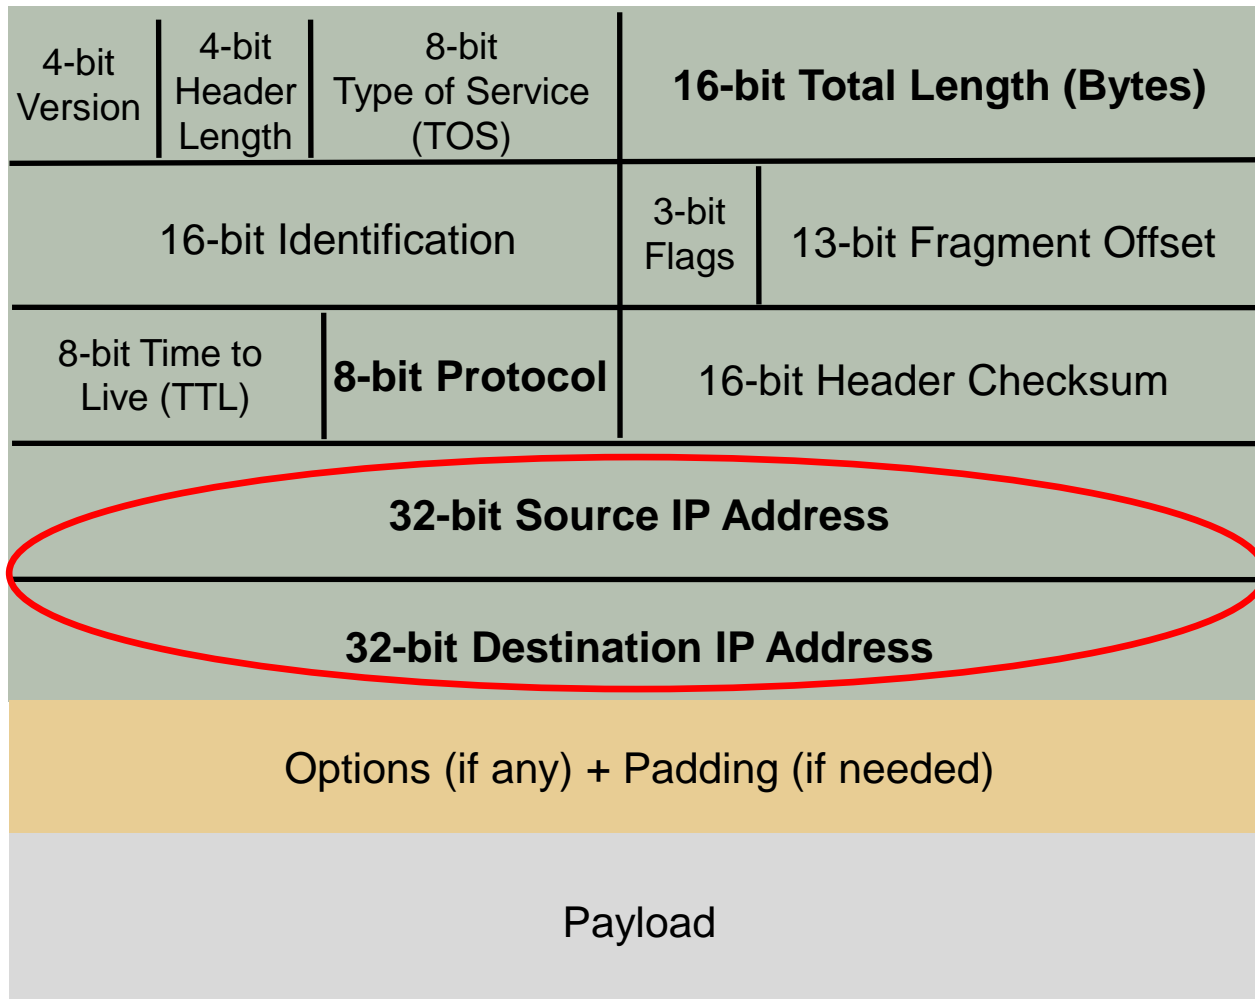 4-bit
Version
4-bit
Header
Length
8-bit
Type of Service
(TOS)
16-bit Total Length (Bytes)
16-bit Identification
3-bit
Flags
13-bit Fragment Offset
8-bit Time to
Live (TTL)
8-bit Protocol
16-bit Header Checksum
32-bit Source IP Address
32-bit Destination IP Address
Options (if any) + Padding (if needed)
Payload